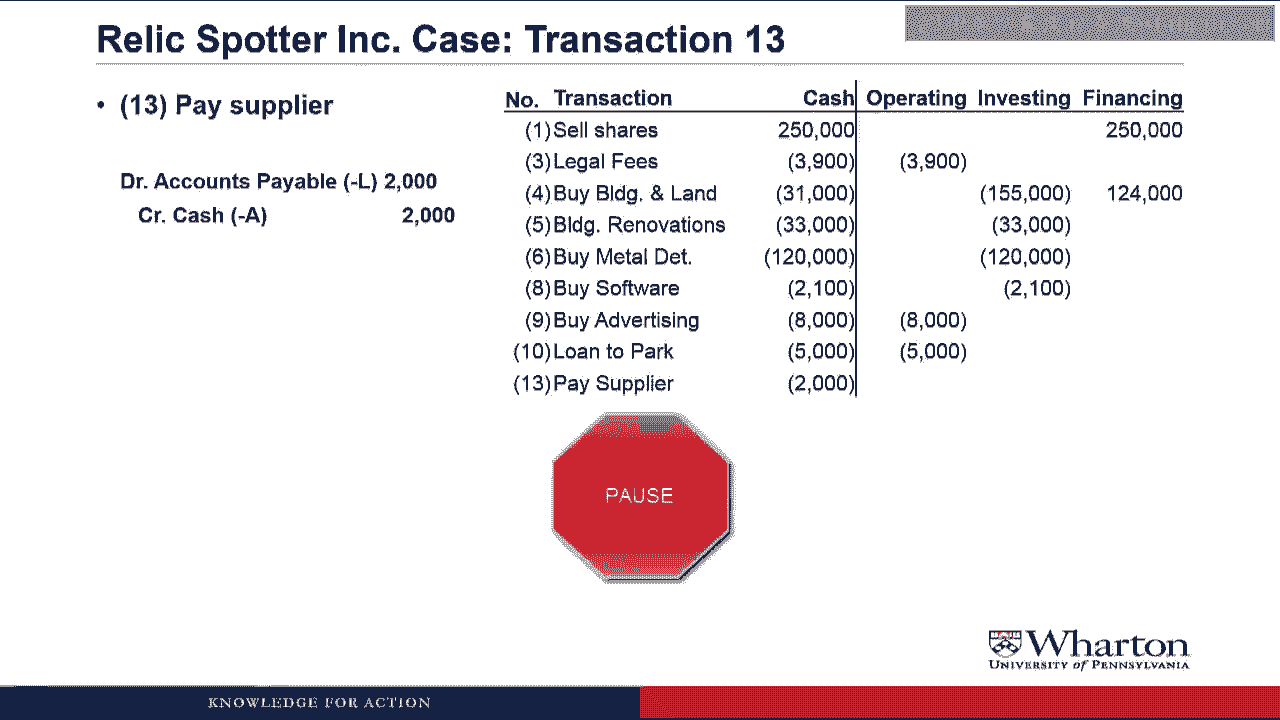 Relic Spotter Inc. Case: Transaction 13
• (13) Pay supplier
Dr. Accounts Payable (-L) 2,000
Cr. Cash (-A) 2,000
No. Transaction Cash Operating Investing Financing
(1) Sell shares 250,000 250,000
(3) Legal Fees (3,900) (3,900)
(4) Buy Bldg. & Land (31,000) (155,000) 124,000
(5) Bldg. Renovations (33,000) (33,000)
(6) Buy Metal Det. (120,000) (120,000)
(8) Buy Software (2,100) (2,100)
(9) Buy Advertising (8,000) (8,000)
(10) Loan to Park (5,000) (5,000)
(13) Pay Supplier (2,000)
PAUSE
Wharton
UNIVERSITY of PENNSYLVANIA
KNOWLEDGE FOR ACTION